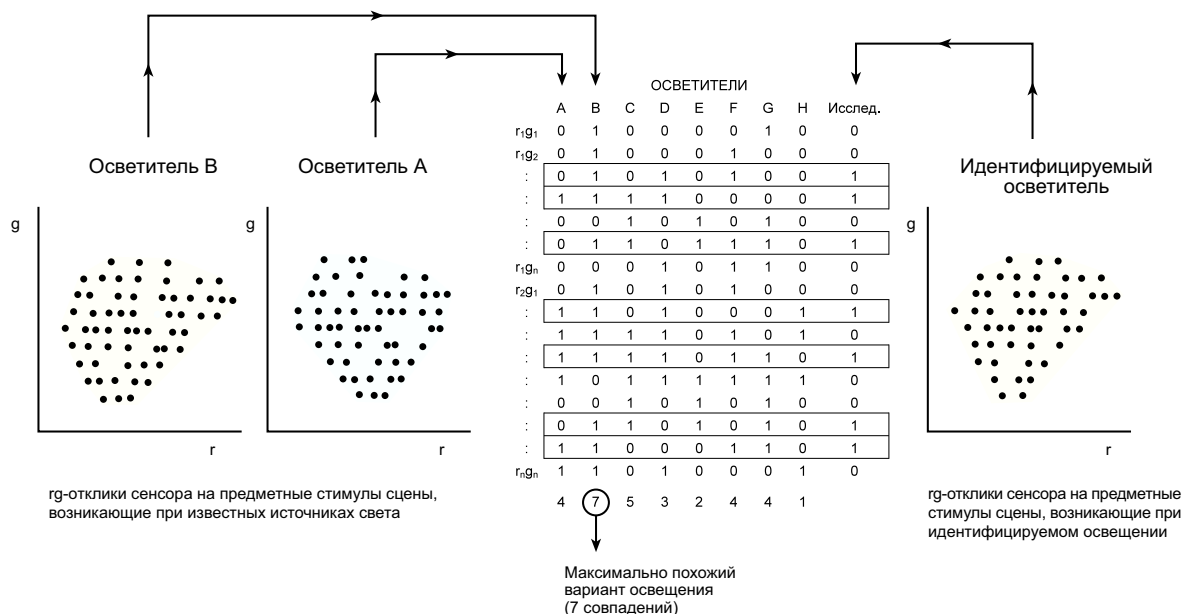 ОСВЕТИТЕЛИ
A B C D E F G H Исслед.
r₁g₁ 0 1 0 0 0 0 1 0 0
r₁g₂ 0 1 0 0 0 1 0 0 0
: 0 1 0 1 0 1 0 0 1
: 1 1 1 1 0 0 0 0 1
: 0 0 1 0 1 0 1 0 0
: 0 1 1 0 1 1 1 0 1
r₁gₙ 0 0 0 1 0 1 1 0 0
r₂g₁ 0 1 0 1 0 1 0 0 0
: 1 1 0 1 0 0 0 1 1
: 1 1 1 1 0 1 0 1 0
: 1 1 1 1 0 1 1 0 1
: 1 0 1 1 1 1 1 1 0
: 0 0 1 0 1 0 1 0 0
: 0 1 1 0 1 0 1 0 1
: 1 1 0 0 0 1 1 0 1
rₙgₙ 1 1 0 1 0 0 0 1 0
4 7 5 3 2 4 4 1
Осветитель B
g
r
Осветитель A
g
r
rg-отклики сенсора на предметные стимулы сцены,
возникающие при известных источниках света
Идентифицируемый
осветитель
g
r
rg-отклики сенсора на предметные
стимулы сцены, возникающие при
идентифицируемом освещении
Максимально похожий
вариант освещения
(7 совпадений)